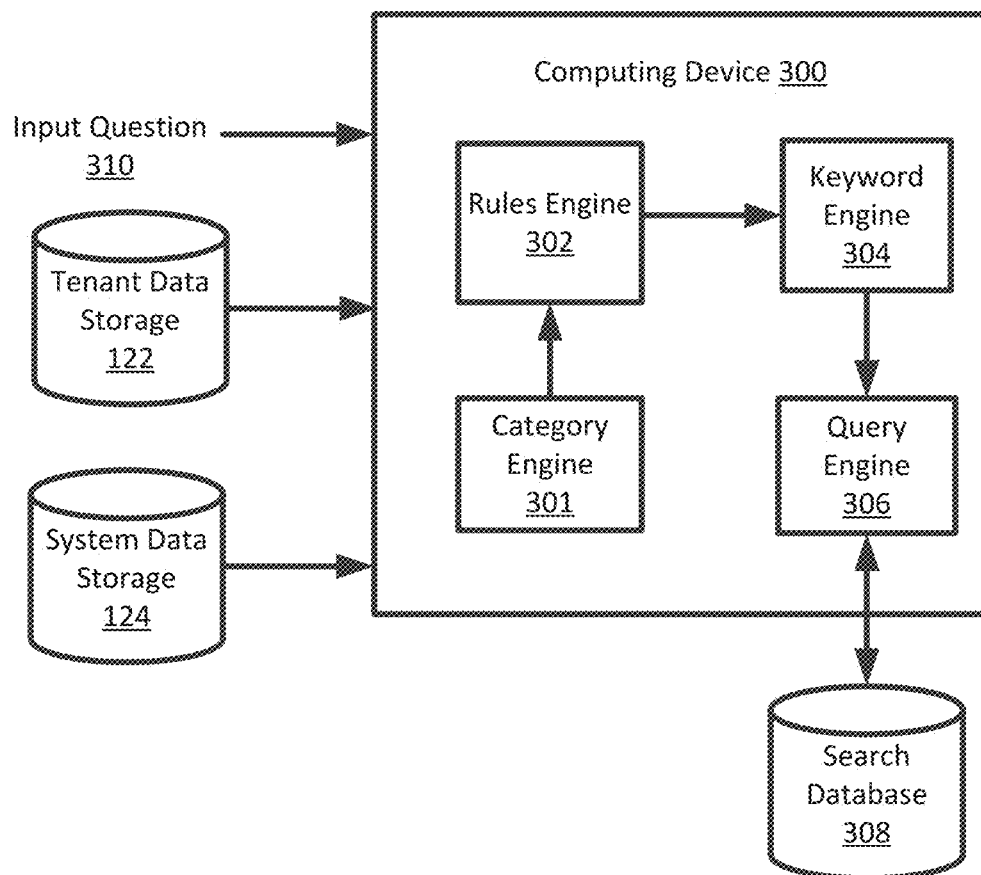 Computing Device 300
Input Question
310
Rules Engine
302
Keyword
Engine
304
Tenant Data
Storage
122
Category
Engine
301
Query
Engine
306
System Data
Storage
124
Search
Database
308